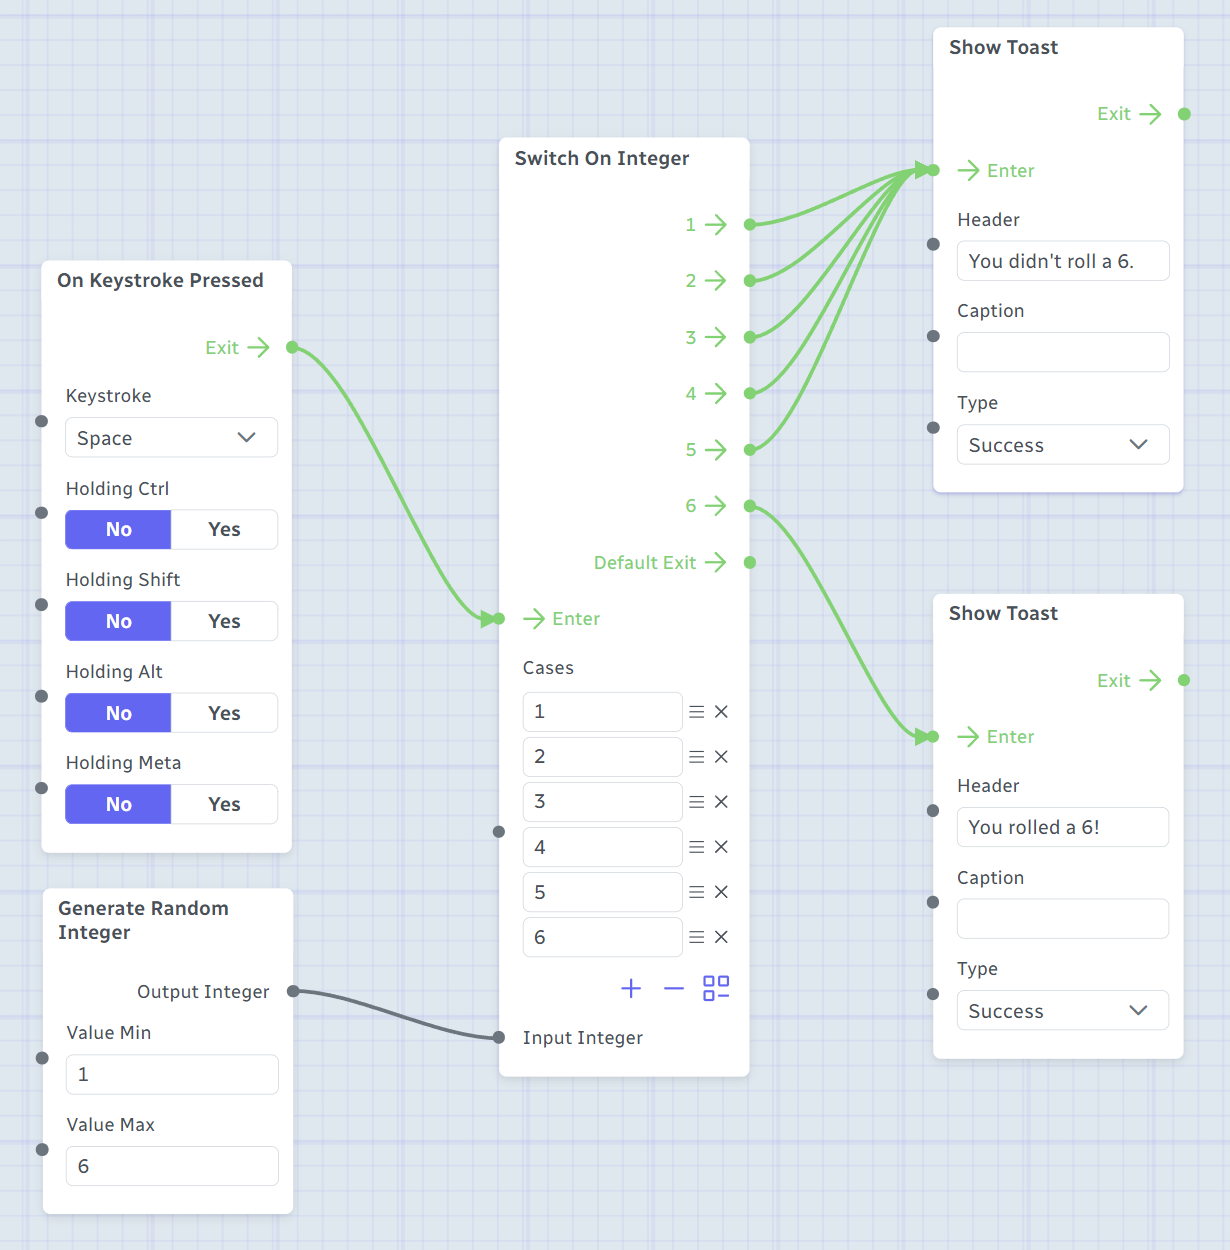 On Keystroke Pressed
Exit
Keystroke
Space
Holding Ctrl
No Yes
Holding Shift
No Yes
Holding Alt
No Yes
Holding Meta
No Yes
Generate Random
Integer
Output Integer
Value Min
1
Value Max
6
Switch On Integer
1
2
3
4
5
6
Default Exit
Enter
Cases
1
2
3
4
5
6
Input Integer
Show Toast
Exit
Enter
Header
You didn't roll a 6.
Caption
Type
Success
Show Toast
Exit
Enter
Header
You rolled a 6!
Caption
Type
Success